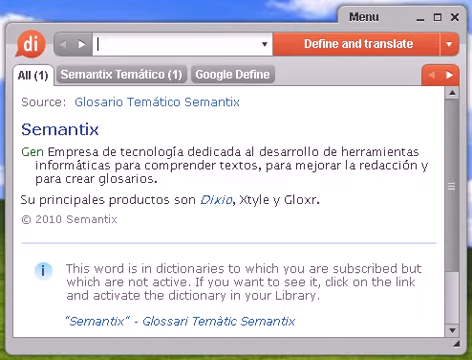 Menu
di
Define and translate
All (1)
Semantix Temático (1)
Google Define
Source: Glosario Temático Semantix
Semantix
Gen Empresa de tecnología dedicada al desarrollo de herramientas
informáticas para comprender textos, para mejorar la redacción y
para crear glosarios.
Su principales productos son Dixio, Xtyle y Gloxr.
© 2010 Semantix
i
This word is in dictionaries to which you are subscribed but
which are not active. If you want to see it, click on the link
and activate the dictionary in your Library.
"Semantix" - Glossari Temàtic Semantix